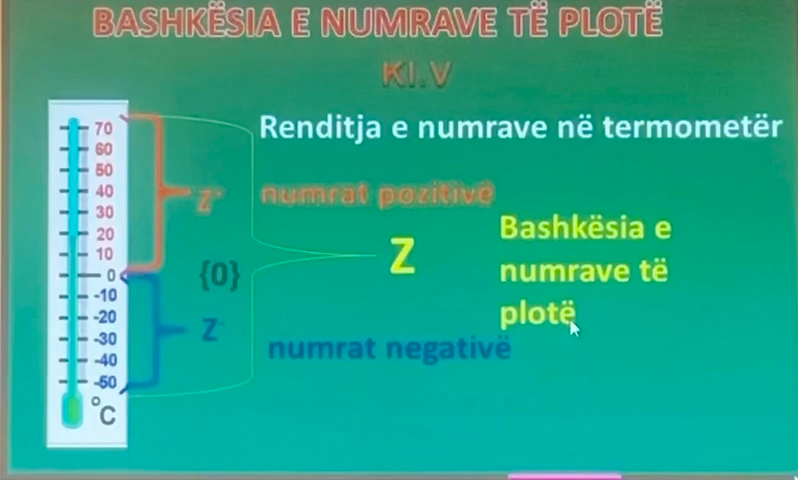 BASHKËSIA E NUMRAVE TË PLOTË
Kl.V
Renditja e numrave në termometër
70
60
50
40
30
20
10
0
-10
-20
-30
-40
-50
°C
Z⁺
numrat pozitivë
{0}
Z
Bashkësia e
numrave të
plotë
Z⁻
numrat negativë